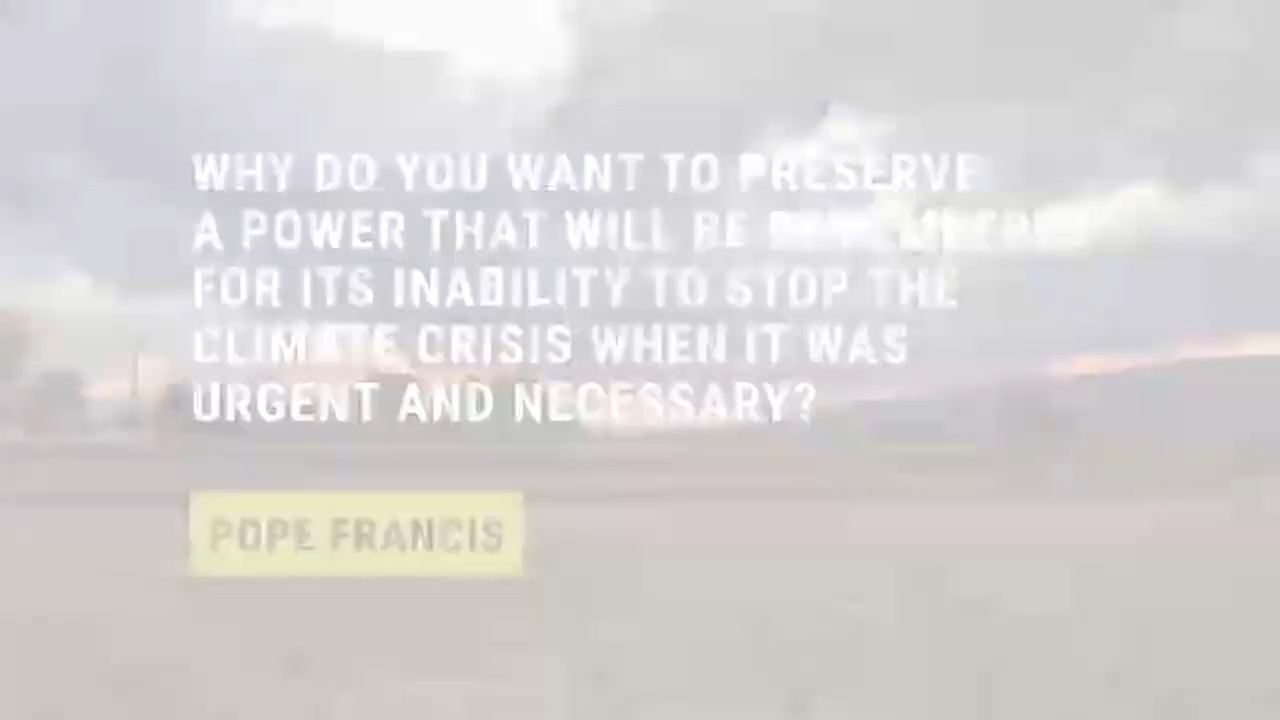 WHY DO YOU WANT TO PRESERVE
A POWER THAT WILL BE REMEMBERED
FOR ITS INABILITY TO STOP THE
CLIMATE CRISIS WHEN IT WAS
URGENT AND NECESSARY?
POPE FRANCIS